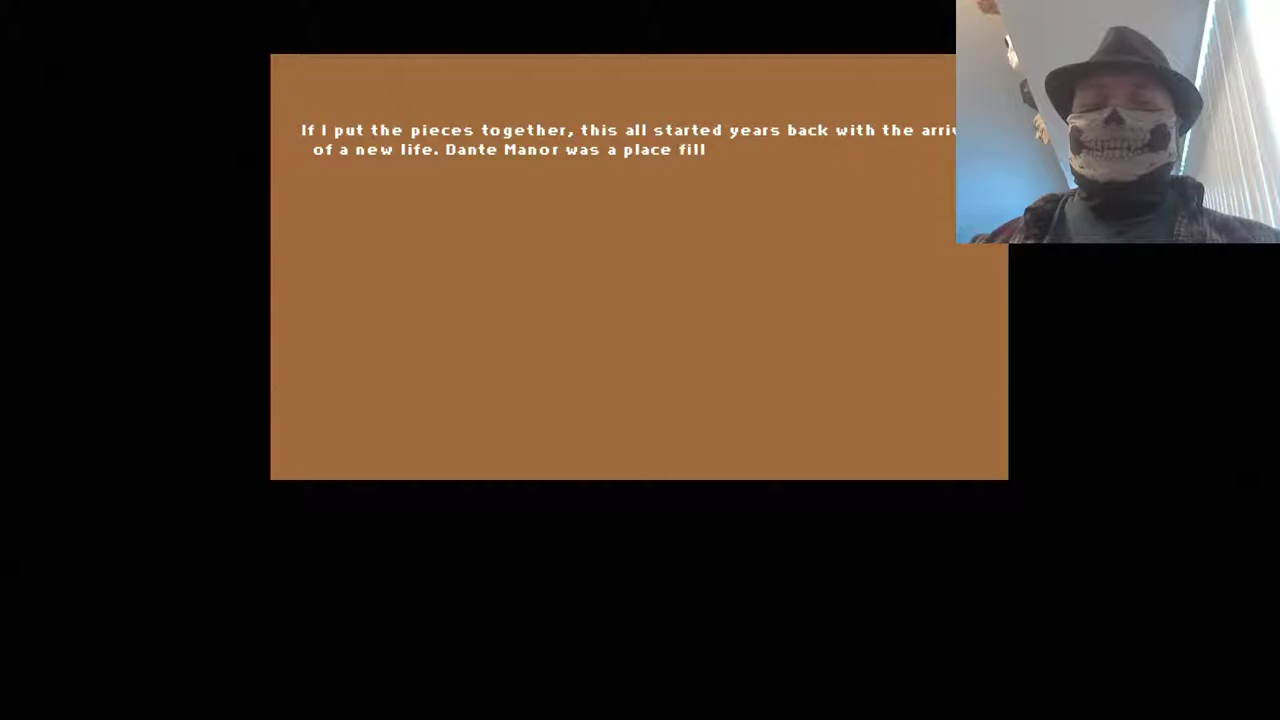 If I put the pieces together, this all started years back with the
of a new life. Dante Manor was a place fill